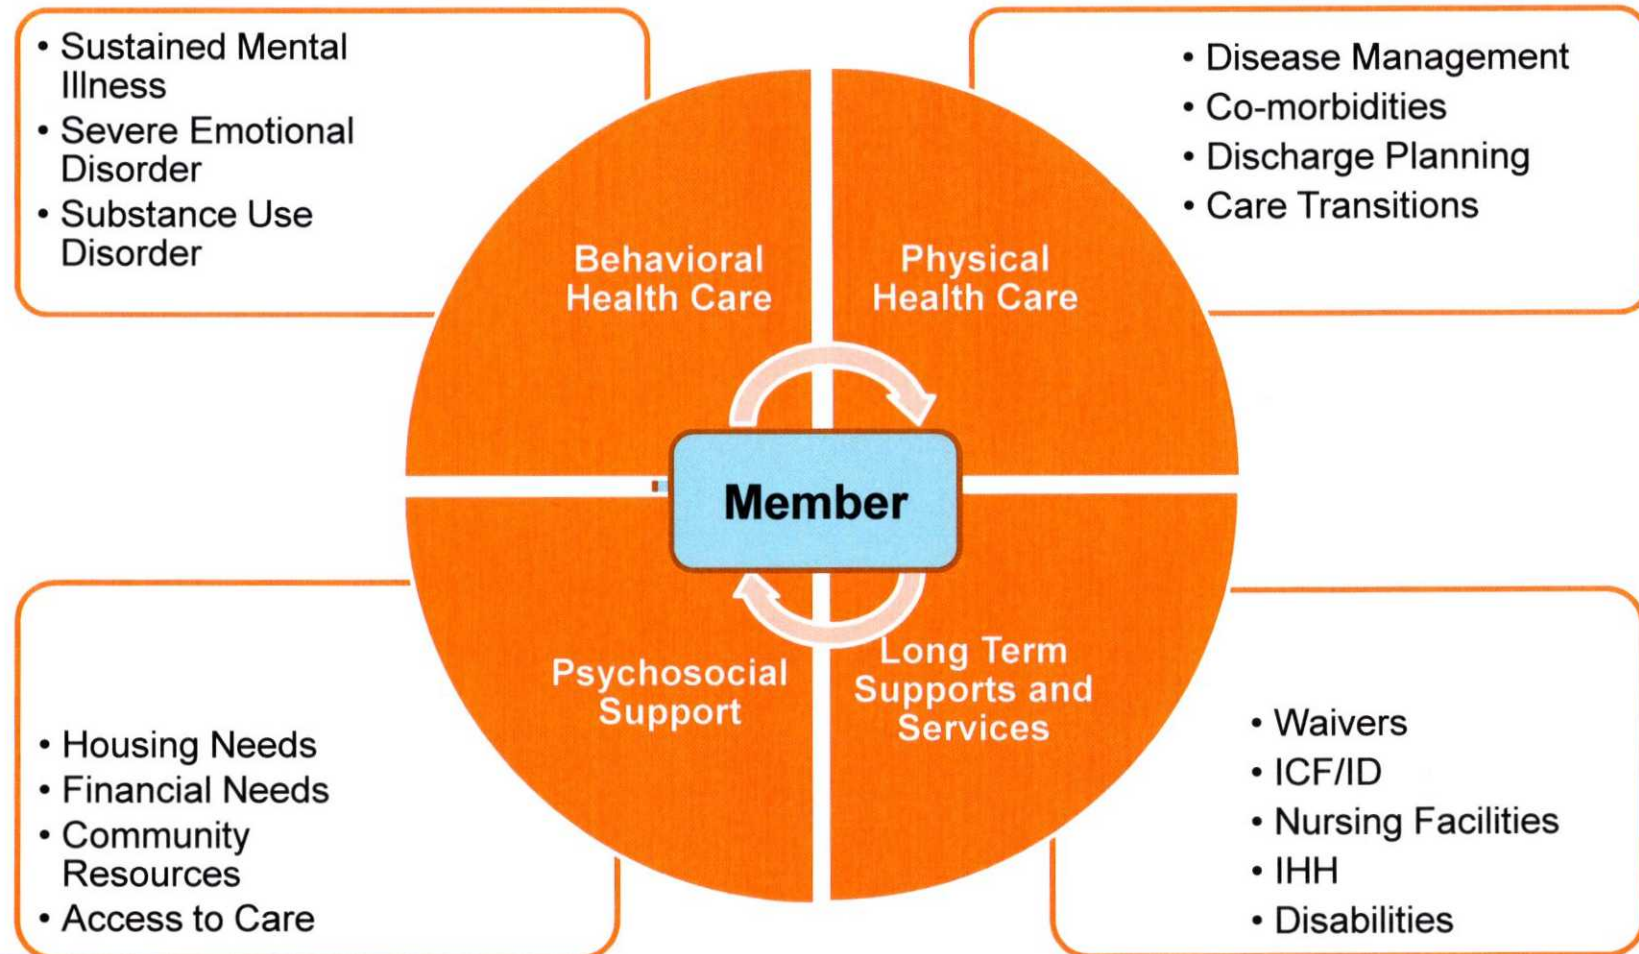 • Sustained Mental
Illness
• Severe Emotional
Disorder
• Substance Use
Disorder
• Disease Management
• Co-morbidities
• Discharge Planning
• Care Transitions
Behavioral
Health Care
Physical
Health Care
Member
Psychosocial
Support
Long Term
Supports and
Services
• Housing Needs
• Financial Needs
• Community
Resources
• Access to Care
• Waivers
• ICF/ID
• Nursing Facilities
• IHH
• Disabilities